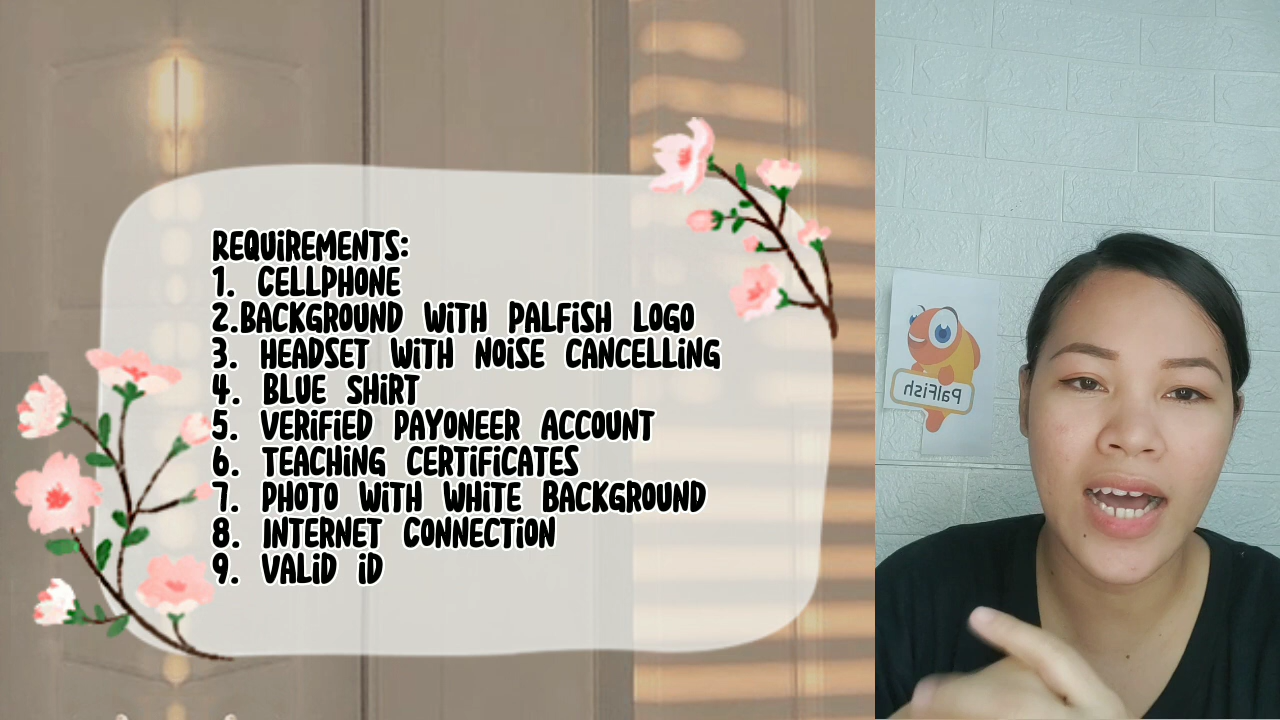 REQUiREMENTS:
1. CELLPHONE
2.BACKGROUND WiTH PALFiSH LOGO
3. HEADSET WiTH NOiSE CANCELLiNG
4. BLUE SHiRT
5. VERiFiED PAYONEER ACCOUNT
6. TEACHiNG CERTiFiCATES
7. PHOTO WiTH WHiTE BACKGROUND
8. iNTERNET CONNECTiON
9. VALiD iD
PalFish